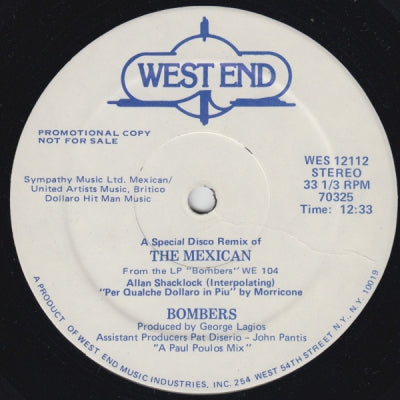 WEST END
PROMOTIONAL COPY
NOT FOR SALE
WES 12112
STEREO
33 1/3 RPM
70325
Time: 12:33
Sympathy Music Ltd. Mexican/
United Artists Music, Britico
Dollaro Hit Man Music
A Special Disco Remix of
THE MEXICAN
From the LP "Bombers" WE 104
Allan Shacklock (Interpolating)
"Per Qualche Dollaro in Piu" by Morricone
BOMBERS
Produced by George Lagios
Assistant Producers Pat Diserio - John Pantis
"A Paul Poulos Mix"
A PRODUCT OF WEST END MUSIC INDUSTRIES, INC. 254 WEST 54TH STREET N.Y., N.Y. 10019